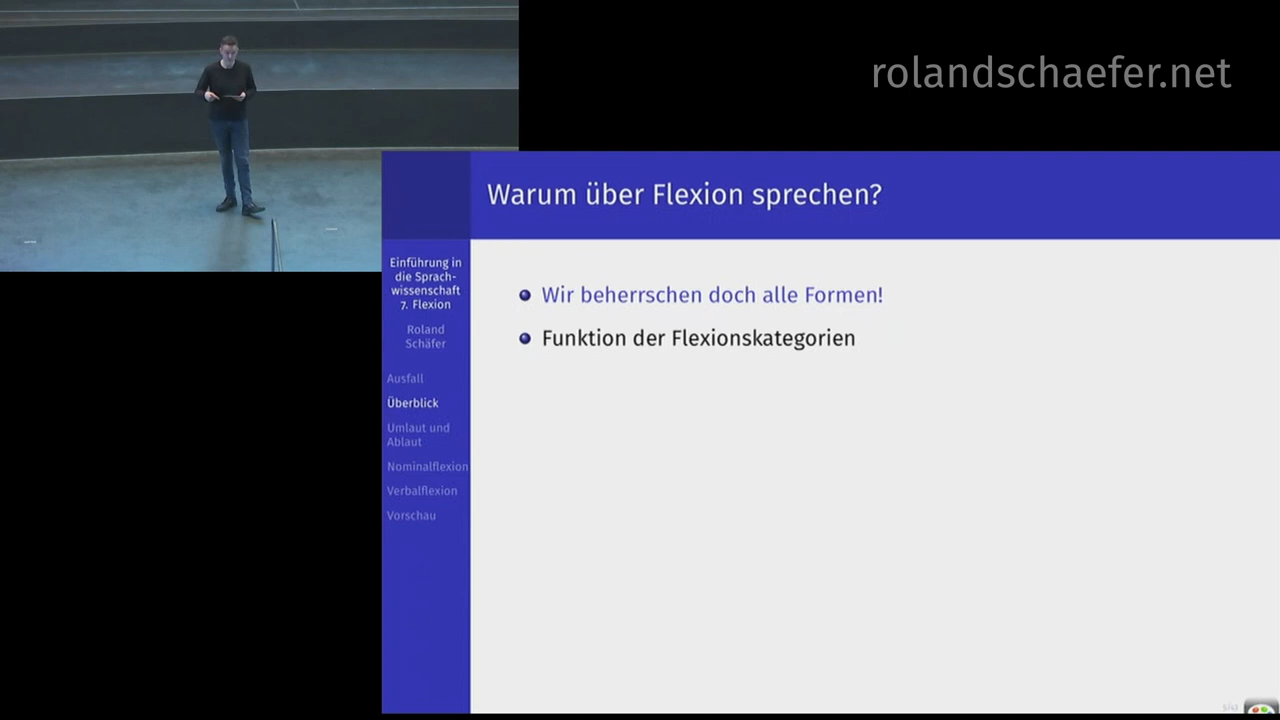 rolandschaefer.net
Warum über Flexion sprechen?
Einführung in
die Sprach-
wissenschaft
7. Flexion
Roland
Schäfer
Ausfall
Überblick
Umlaut und
Ablaut
Nominalflexion
Verbalflexion
Vorschau
Wir beherrschen doch alle Formen!
Funktion der Flexionskategorien